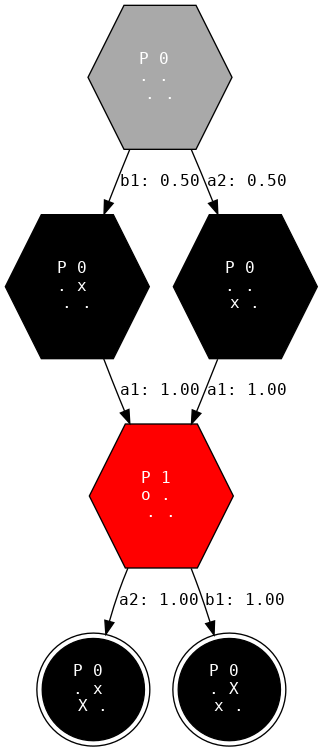 P 0
. .
. .
b1: 0.50 a2: 0.50
P 0
. x
. .
P 0
. .
x .
a1: 1.00 a1: 1.00
P 1
o .
. .
a2: 1.00 b1: 1.00
P 0
. x
X .
P 0
. X
x .